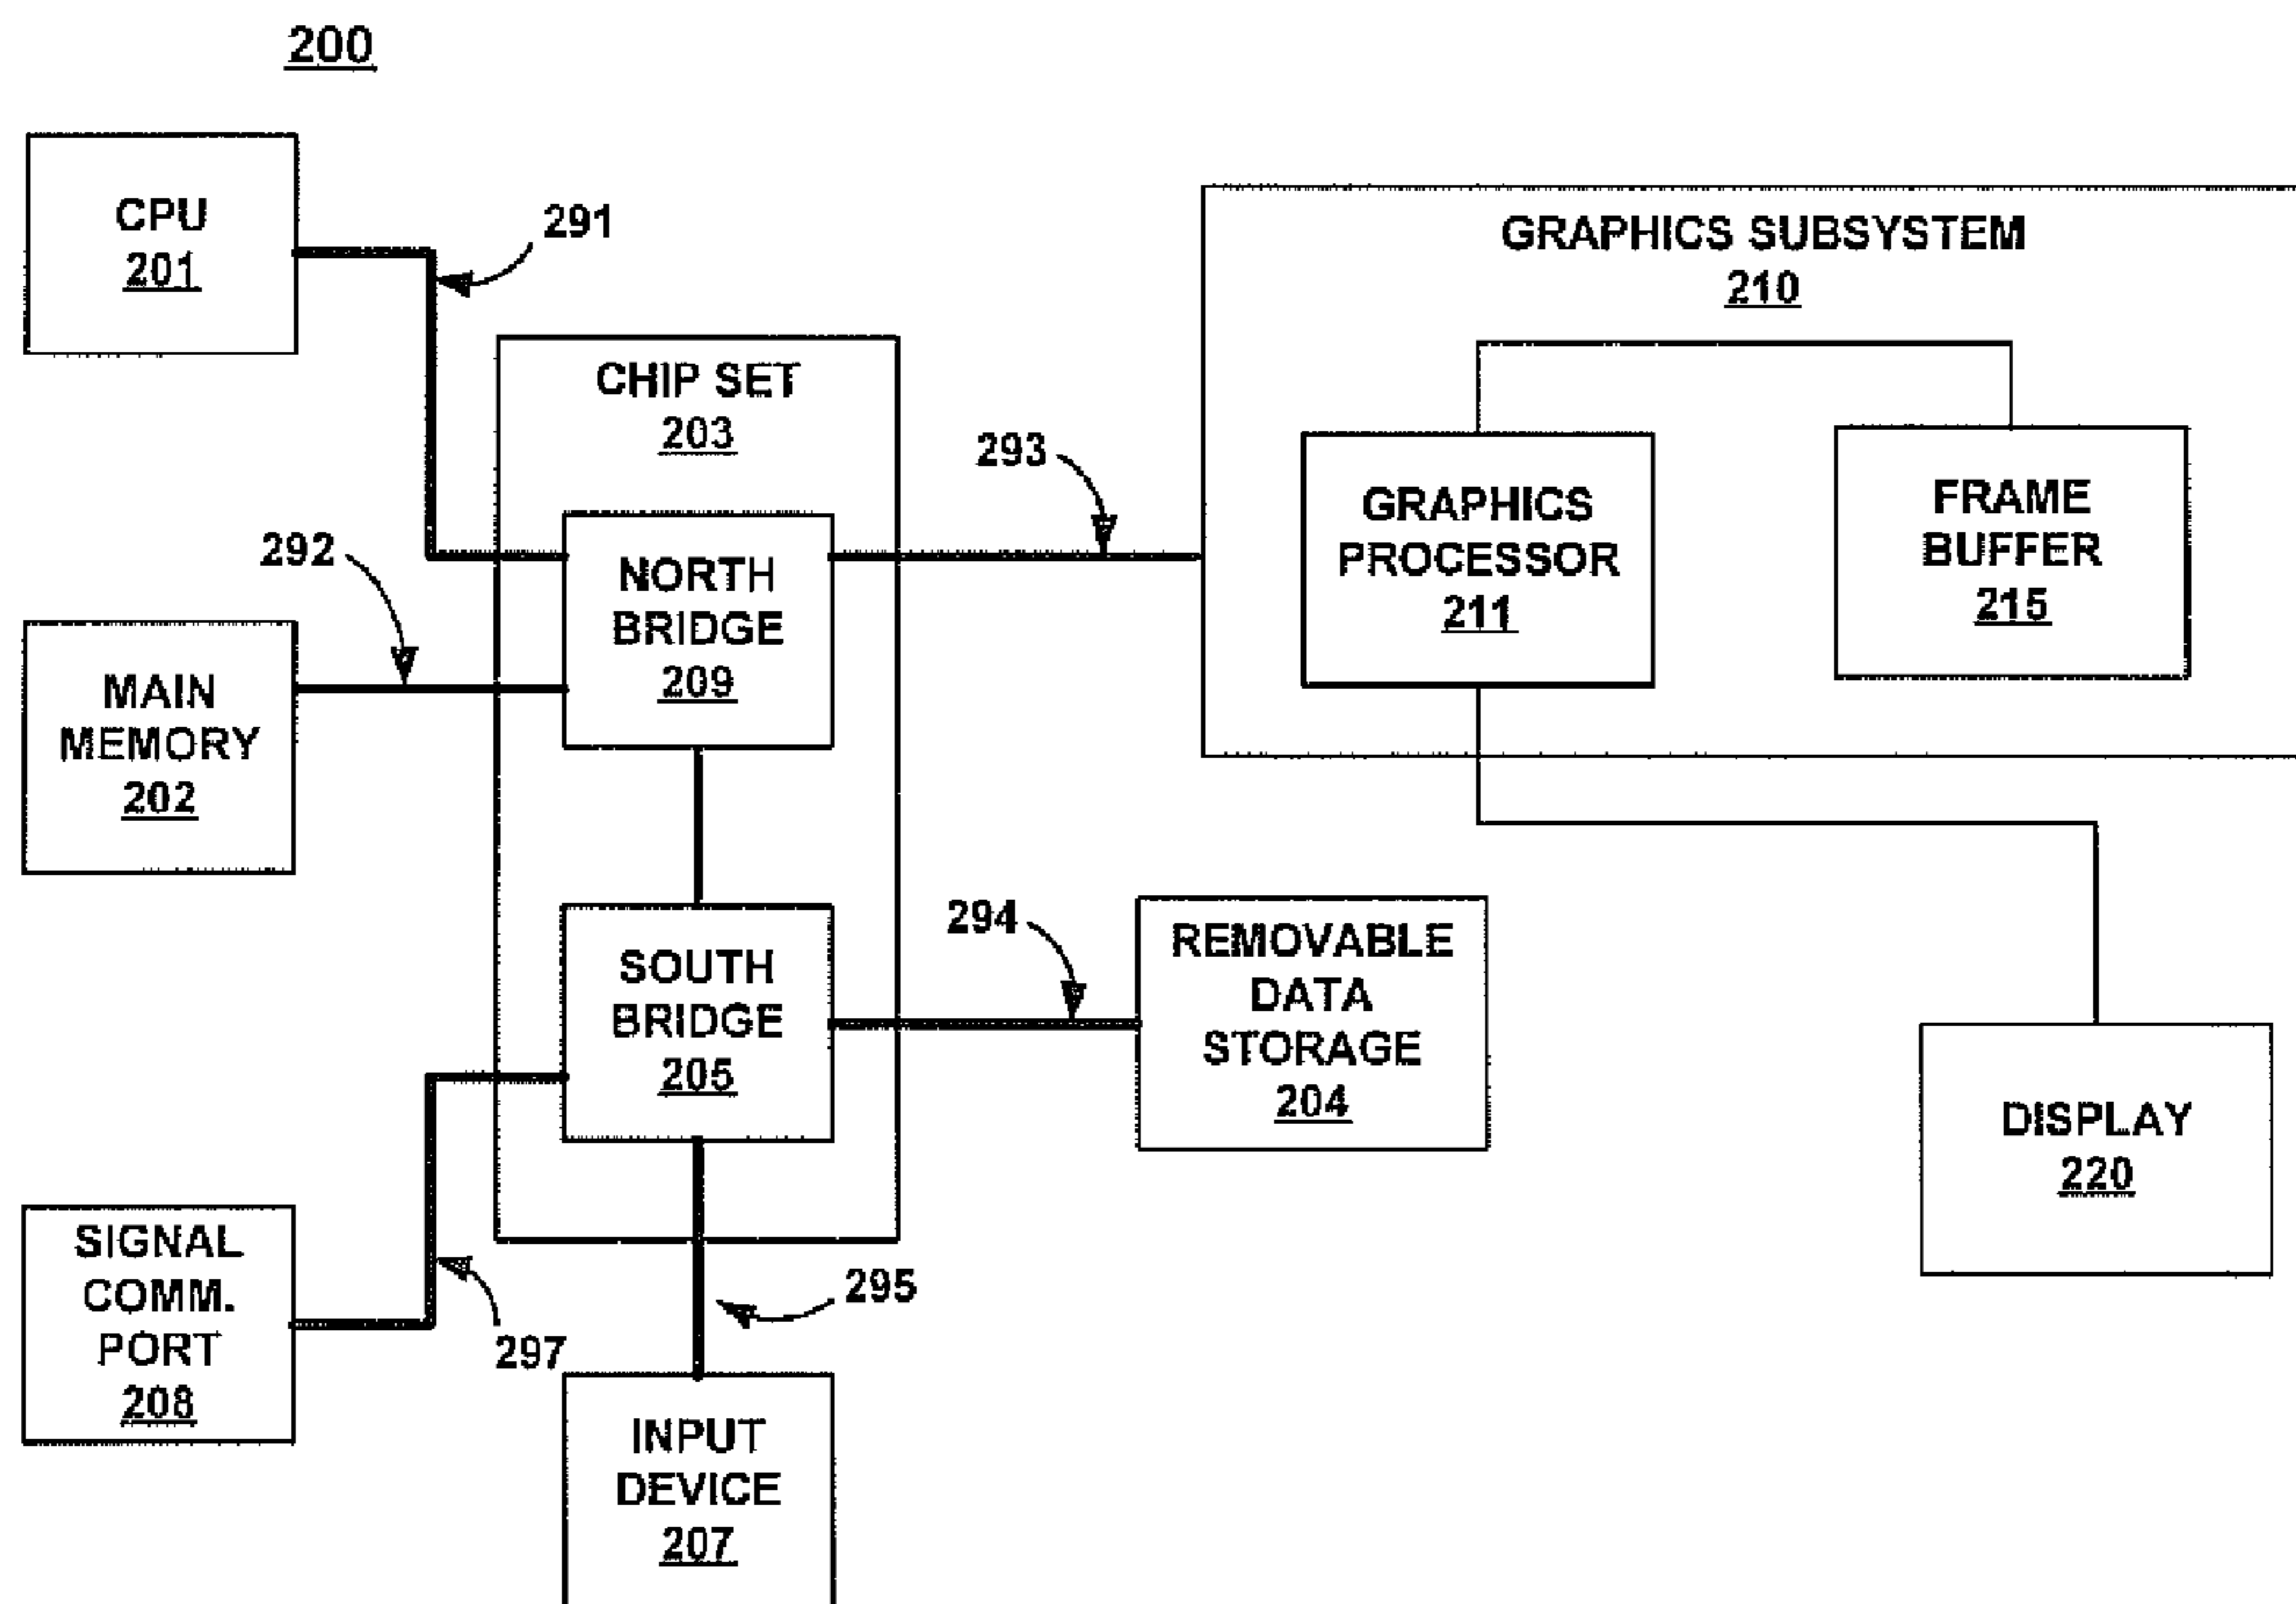 200
CPU
201
291
GRAPHICS SUBSYSTEM
210
CHIP SET
203
293
GRAPHICS
PROCESSOR
211
FRAME
BUFFER
215
292
NORTH
BRIDGE
209
MAIN
MEMORY
202
294
REMOVABLE
DATA
STORAGE
204
SOUTH
BRIDGE
205
DISPLAY
220
SIGNAL
COMM.
PORT
208
297
295
INPUT
DEVICE
207